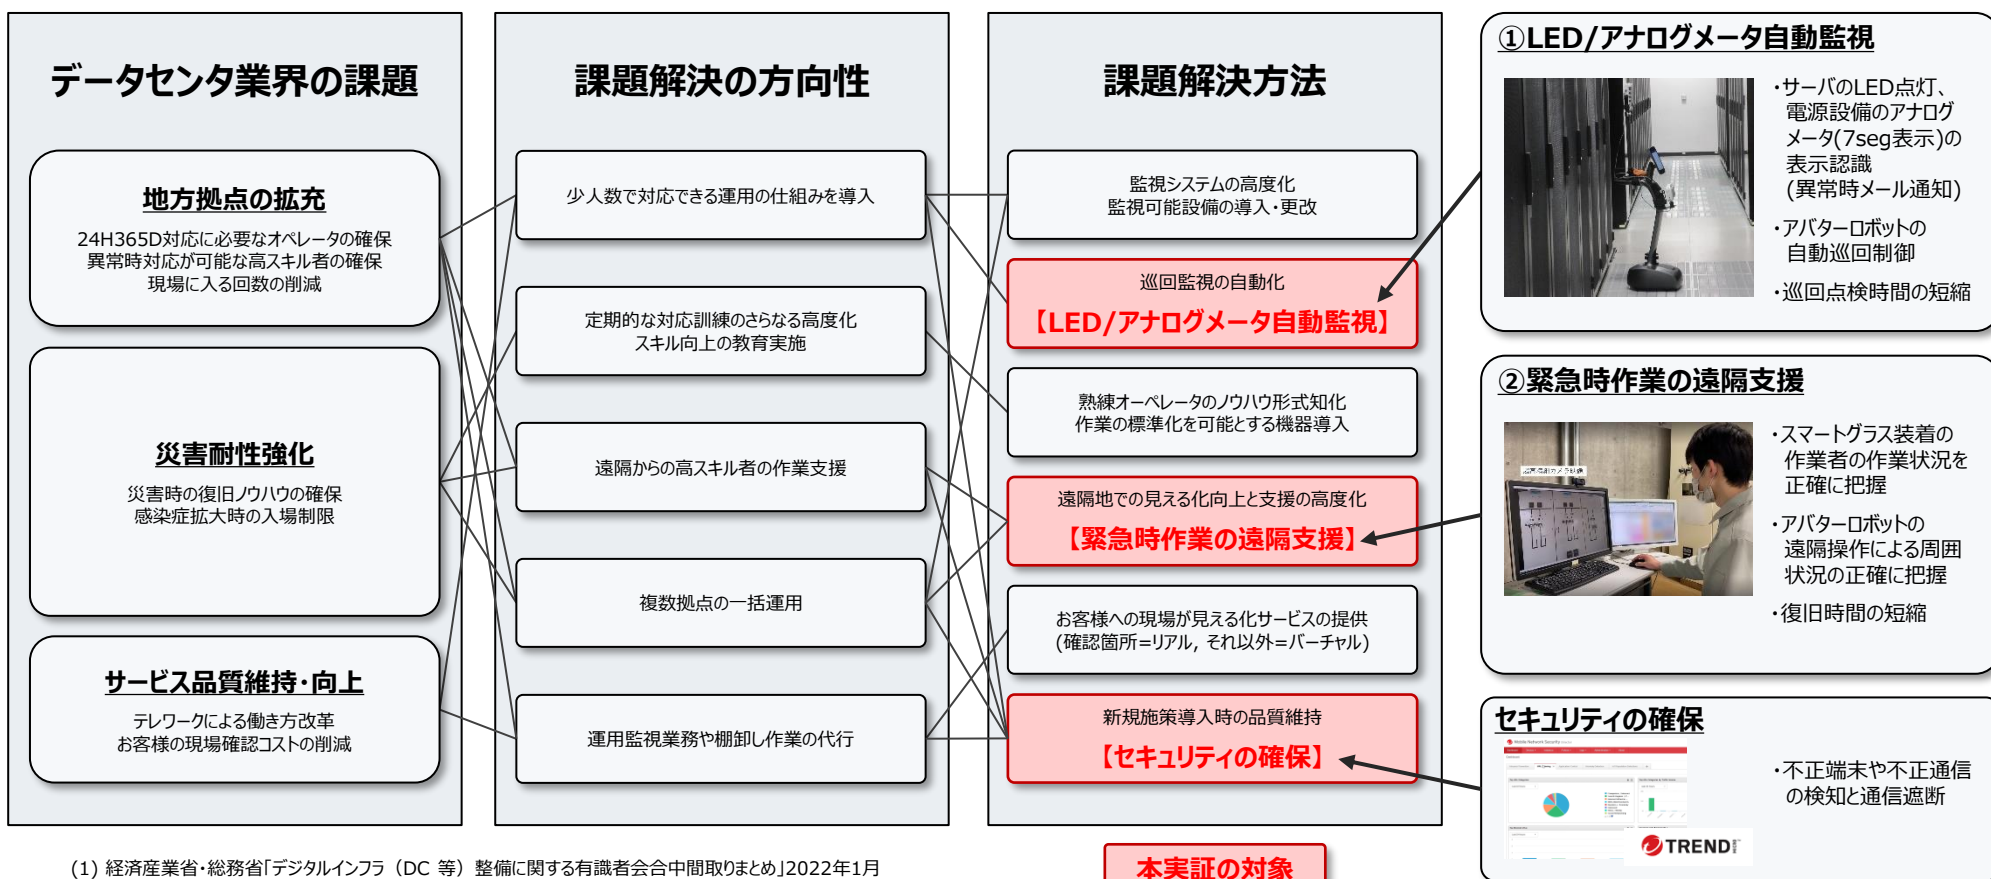 データセンタ業界の課題
地方拠点の拡充
24H365D対応に必要なオペレータの確保
異常時対応が可能な高スキル者の確保
現場に入る回数の削減
災害耐性強化
災害時の復旧ノウハウの確保
感染症拡大時の入場制限
サービス品質維持・向上
テレワークによる働き方改革
お客様の現場確認コストの削減
課題解決の方向性
少人数で対応できる運用の仕組みを導入
定期的な対応訓練のさらなる高度化
スキル向上の教育実施
遠隔からの高スキル者の作業支援
複数拠点の一括運用
運用監視業務や棚卸し作業の代行
課題解決方法
監視システムの高度化
監視可能設備の導入・更改
巡回監視の自動化
【LED/アナログメータ自動監視】
熟練オーペレータのノウハウ形式知化
作業の標準化を可能とする機器導入
遠隔地での見える化向上と支援の高度化
【緊急時作業の遠隔支援】
お客様への現場が見える化サービスの提供
(確認箇所=リアル, それ以外=バーチャル)
新規施策導入時の品質維持
【セキュリティの確保】
①LED/アナログメータ自動監視
・サーバのLED点灯、
電源設備のアナログ
メータ(7seg表示)の
表示認識
(異常時メール通知)
・アバターロボットの
自動巡回制御
・巡回点検時間の短縮
②緊急時作業の遠隔支援
・スマートグラス装着の
作業者の作業状況を
正確に把握
・アバターロボットの
遠隔操作による周囲
状況の正確に把握
・復旧時間の短縮
セキュリティの確保
Mobile Network Security
TREND MICRO
・不正端末や不正通信
の検知と通信遮断
(1) 経済産業省・総務省「デジタルインフラ（DC 等）整備に関する有識者会合中間取りまとめ」2022年1月
本実証の対象